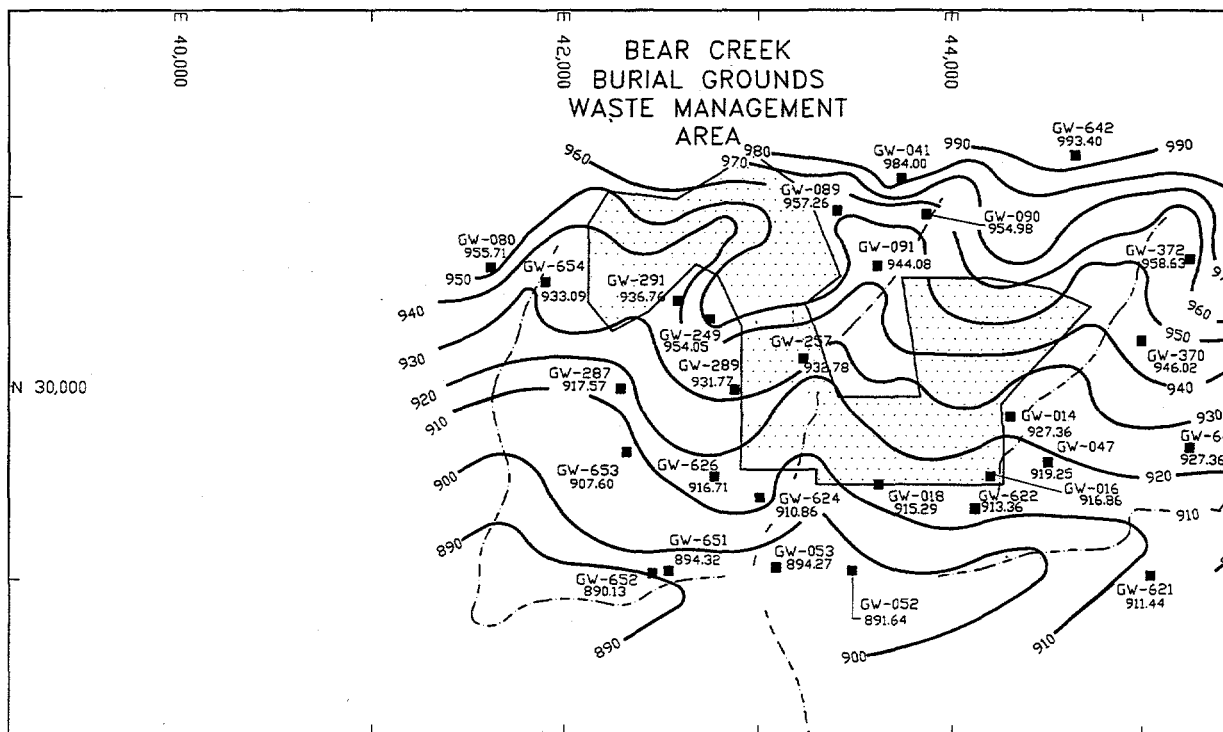 E 40,000
E 42,000
E 44,000
BEAR CREEK
BURIAL GROUNDS
WASTE MANAGEMENT
AREA
GW-642
993.40
GW-041
984.00
990
990
980
970
960
GW-089
957.26
GW-090
954.98
GW-080
955.71
GW-654
933.09
GW-091
944.08
GW-372
958.63
950
GW-291
936.76
940
960
950
GW-249
954.05
GW-257
932.78
GW-370
946.02
930
GW-289
931.77
GW-287
917.57
N 30,000
940
920
910
930
GW-014
927.36
GW-047
919.25
927.36
GW-653
907.60
GW-626
916.71
920
900
GW-624
910.86
GW-018
915.29
GW-622
913.36
GW-016
916.86
910
890
GW-651
894.32
GW-053
894.27
GW-652
890.13
GW-052
891.64
GW-621
911.44
890
900
910